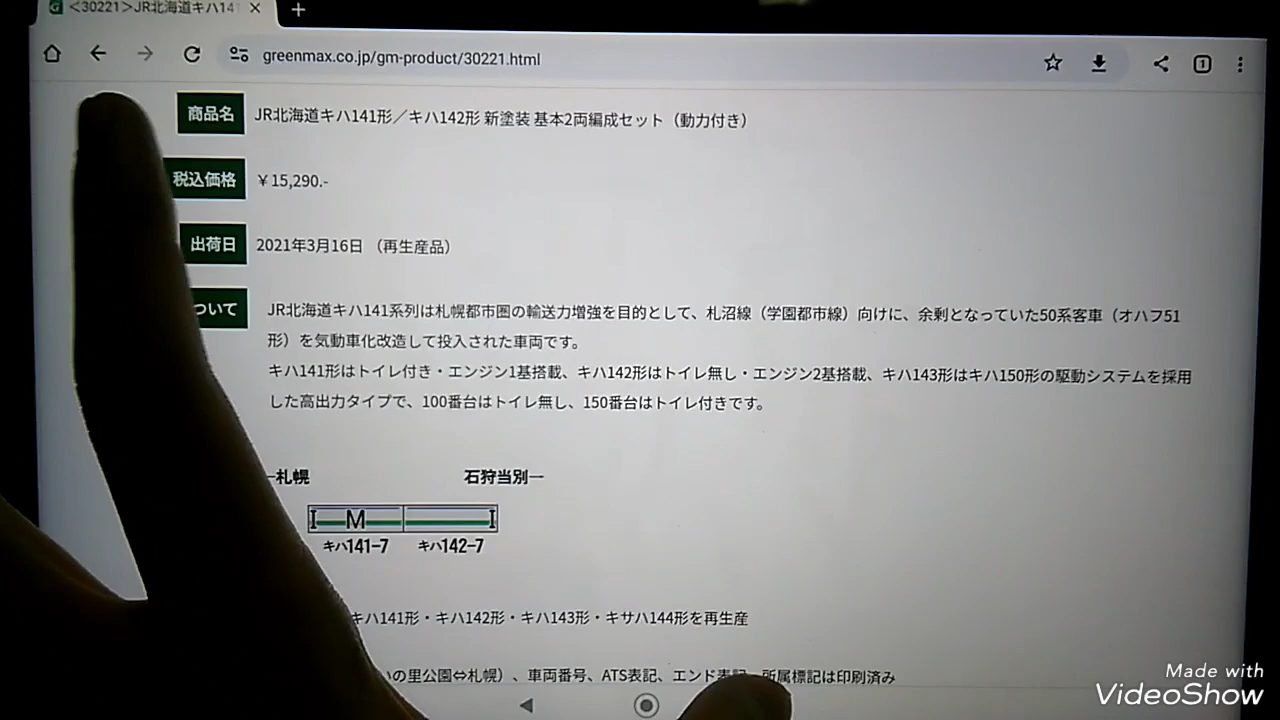 <30221>JR北海道キハ14
greenmax.co.jp/gm-product/30221.html
1
商品名 JR北海道キハ141形／キハ142形 新塗装 基本2両編成セット（動力付き）
税込価格 ￥15,290.-
出荷日 2021年3月16日 （再生産品）
ついて JR北海道キハ141系列は札幌都市圏の輸送力増強を目的として、札沼線（学園都市線）向けに、余剰となっていた50系客車（オハフ51
形）を気動車化改造して投入された車両です。
キハ141形はトイレ付き・エンジン1基搭載、キハ142形はトイレ無し・エンジン2基搭載、キハ143形はキハ150形の駆動システムを採用
した高出力タイプで、100番台はトイレ無し、150番台はトイレ付きです。
─札幌 石狩当別─
M
キハ141-7 キハ142-7
キハ141形・キハ142形・キハ143形・キサハ144形を再生産
いの里公園⇔札幌）、車両番号、ATS表記、エンド表記、所属標記は印刷済み
Made with
VideoShow